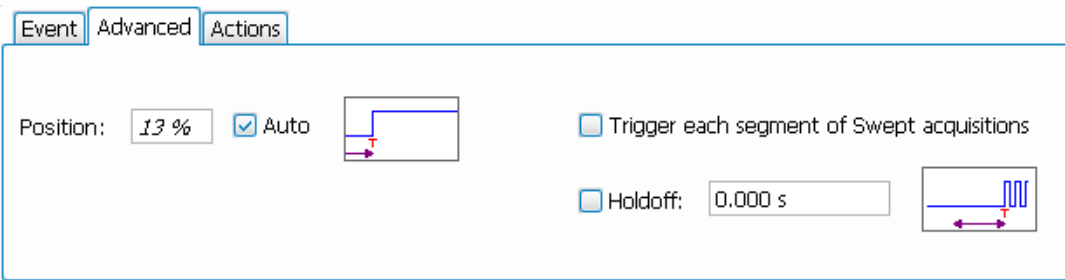 Event Advanced Actions
Position: 13 % Auto T Trigger each segment of Swept acquisitions
Holdoff: 0.000 s T